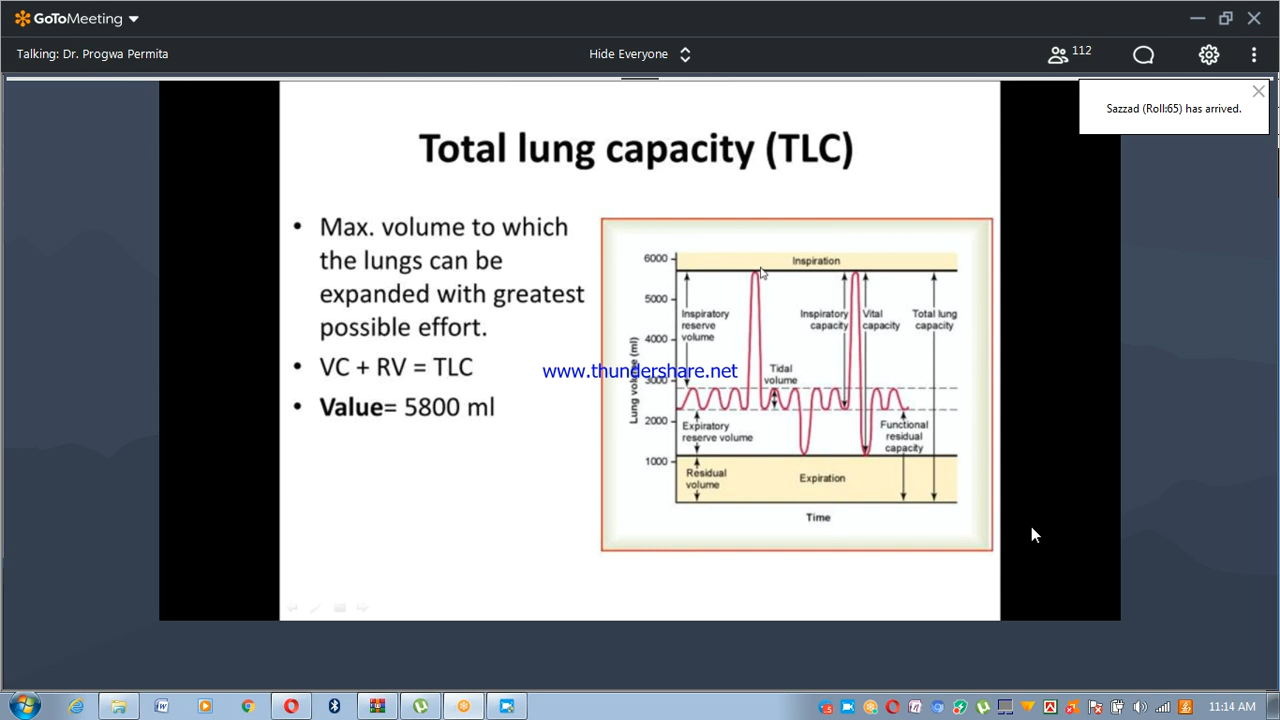 GoToMeeting
Talking: Dr. Progwa Permita
Hide Everyone
112
Sazzad (Roll:65) has arrived.
Total lung capacity (TLC)
• Max. volume to which
the lungs can be
expanded with greatest
possible effort.
• VC + RV = TLC
• Value= 5800 ml
Lung volume (ml)
6000
5000
4000
3000
2000
1000
Inspiration
Inspiratory
reserve
volume
Inspiratory
capacity
Vital
capacity
Total lung
capacity
Tidal
volume
Expiratory
reserve volume
Functional
residual
capacity
Residual
volume
Expiration
Time
www.thundershare.net
11:14 AM